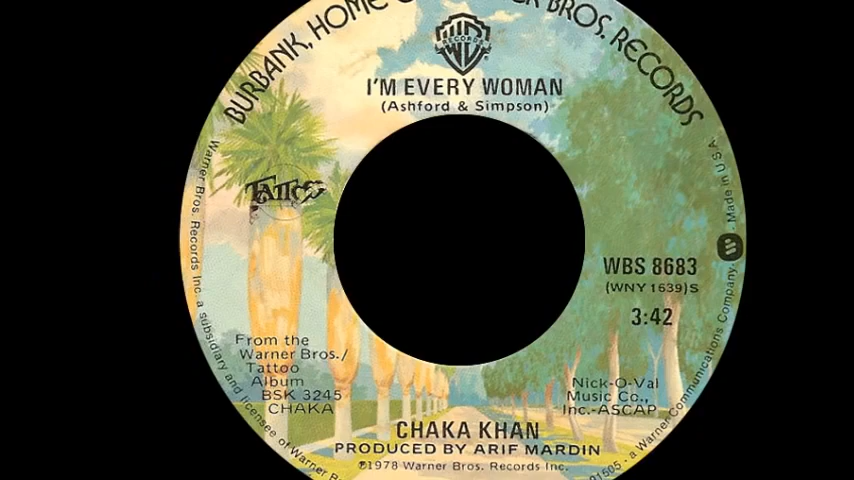 BURBANK, HOME BROS. RECORDS
RECORDS
I'M EVERY WOMAN
(Ashford & Simpson)
TATTOO
WBS 8683
(WNY 1639)S
3:42
From the
Warner Bros./
Tattoo
Album
BSK 3245
CHAKA
Nick-O-Val
Music Co.,
Inc.-ASCAP
CHAKA KHAN
PRODUCED BY ARIF MARDIN
℗1978 Warner Bros. Records Inc.
Warner Bros. Records Inc. a subsidiary and licensee of Warner B
01505 - a Warner Communications Company. Made in U.S.A.